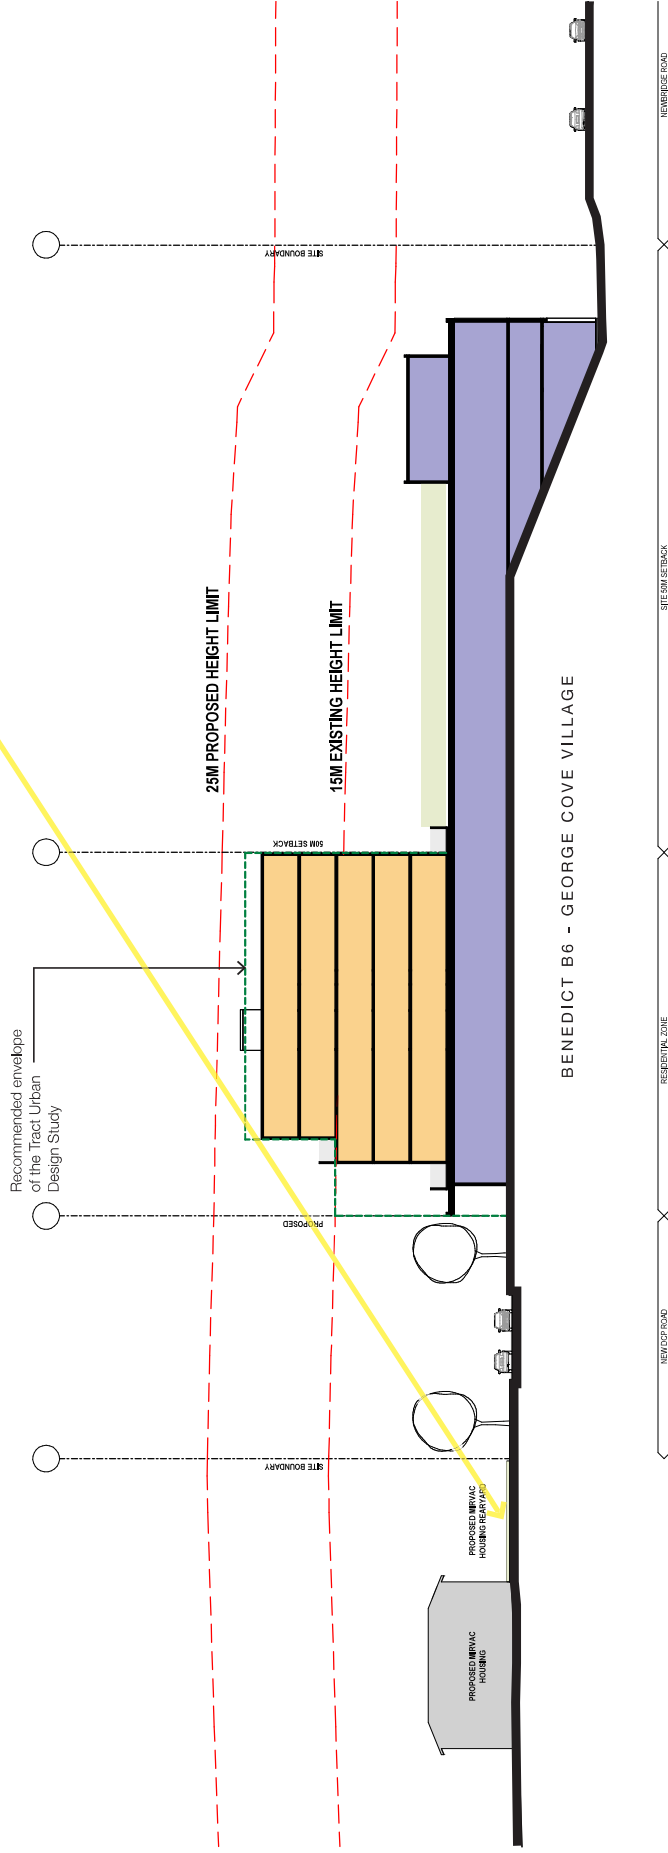 Recommended envelope
of the Tract Urban
Design Study
25M PROPOSED HEIGHT LIMIT
15M EXISTING HEIGHT LIMIT
SITE BOUNDARY
PROPOSED
50M SETBACK
SITE BOUNDARY
PROPOSED MIRVAC
HOUSING
PROPOSED MIRVAC
HOUSING REARYARD
BENEDICT B6 - GEORGE COVE VILLAGE
NEW DCP ROAD
RESIDENTIAL ZONE
SITE 50M SETBACK
NEWBRIDGE ROAD